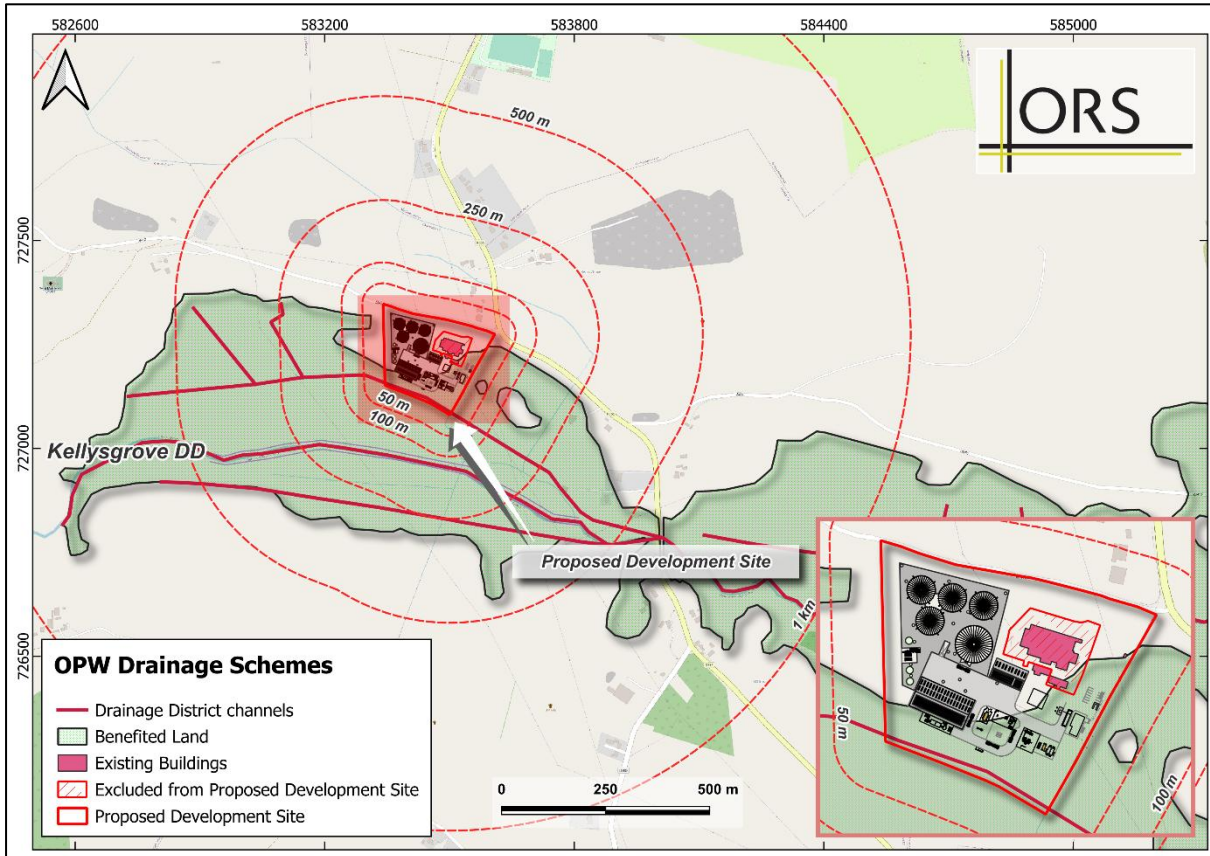 582600
583200
583800
584400
585000
ORS
500 m
727500
250 m
50 m
100 m
727000
Kellysgrove DD
Proposed Development Site
1 km
726500
OPW Drainage Schemes
Drainage District channels
Benefited Land
Existing Buildings
Excluded from Proposed Development Site
Proposed Development Site
0 250 500 m
50 m
100 m